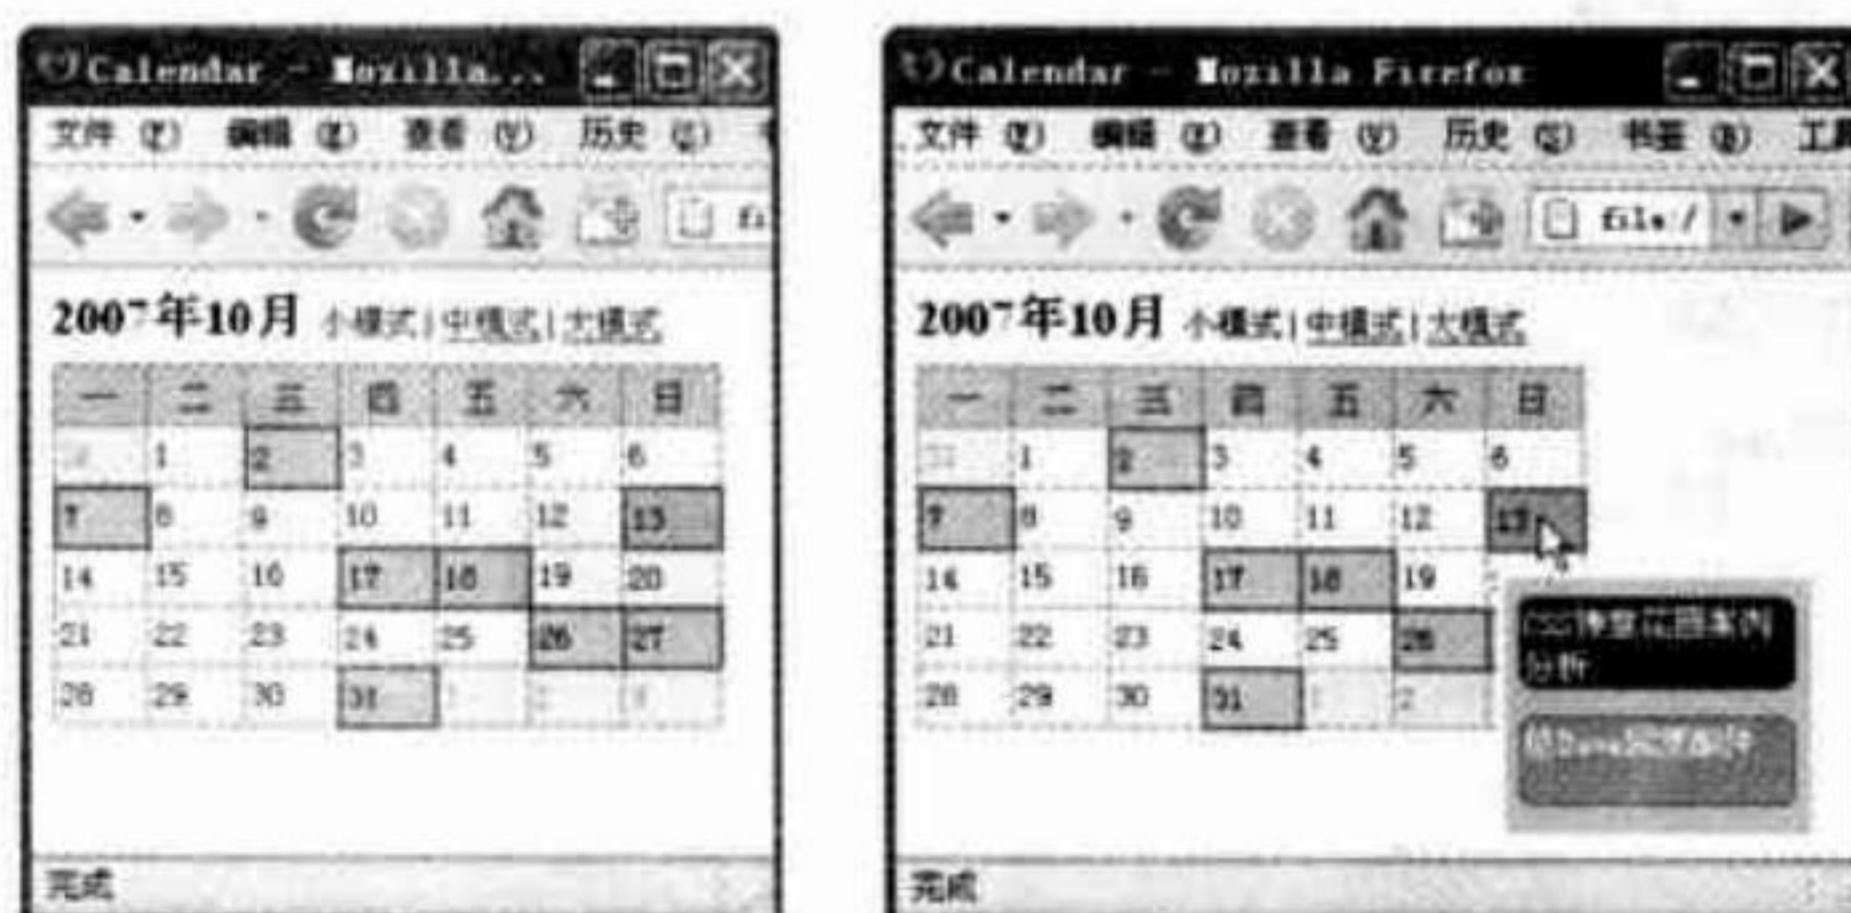 Calendar - Mozilla...
文件 编辑 查看 历史
fi
2007年10月 小模式|中模式|大模式
一 二 三 四 五 六 日
1 2 3 4 5 6
7 8 9 10 11 12 13
14 15 16 17 18 19 20
21 22 23 24 25 26 27
28 29 30 31
完成
Calendar - Mozilla Firefox
文件 编辑 查看 (V) 历史 (S) 书签 (B) 工具
file:/
2007年10月 小模式|中模式|大模式
一 二 三 四 五 六 日
31 1 2 3 4 5 6
7 8 9 10 11 12 13
14 15 16 17 18 19
21 22 23 24 25 26
28 29 30 31 1 2
分析
完成